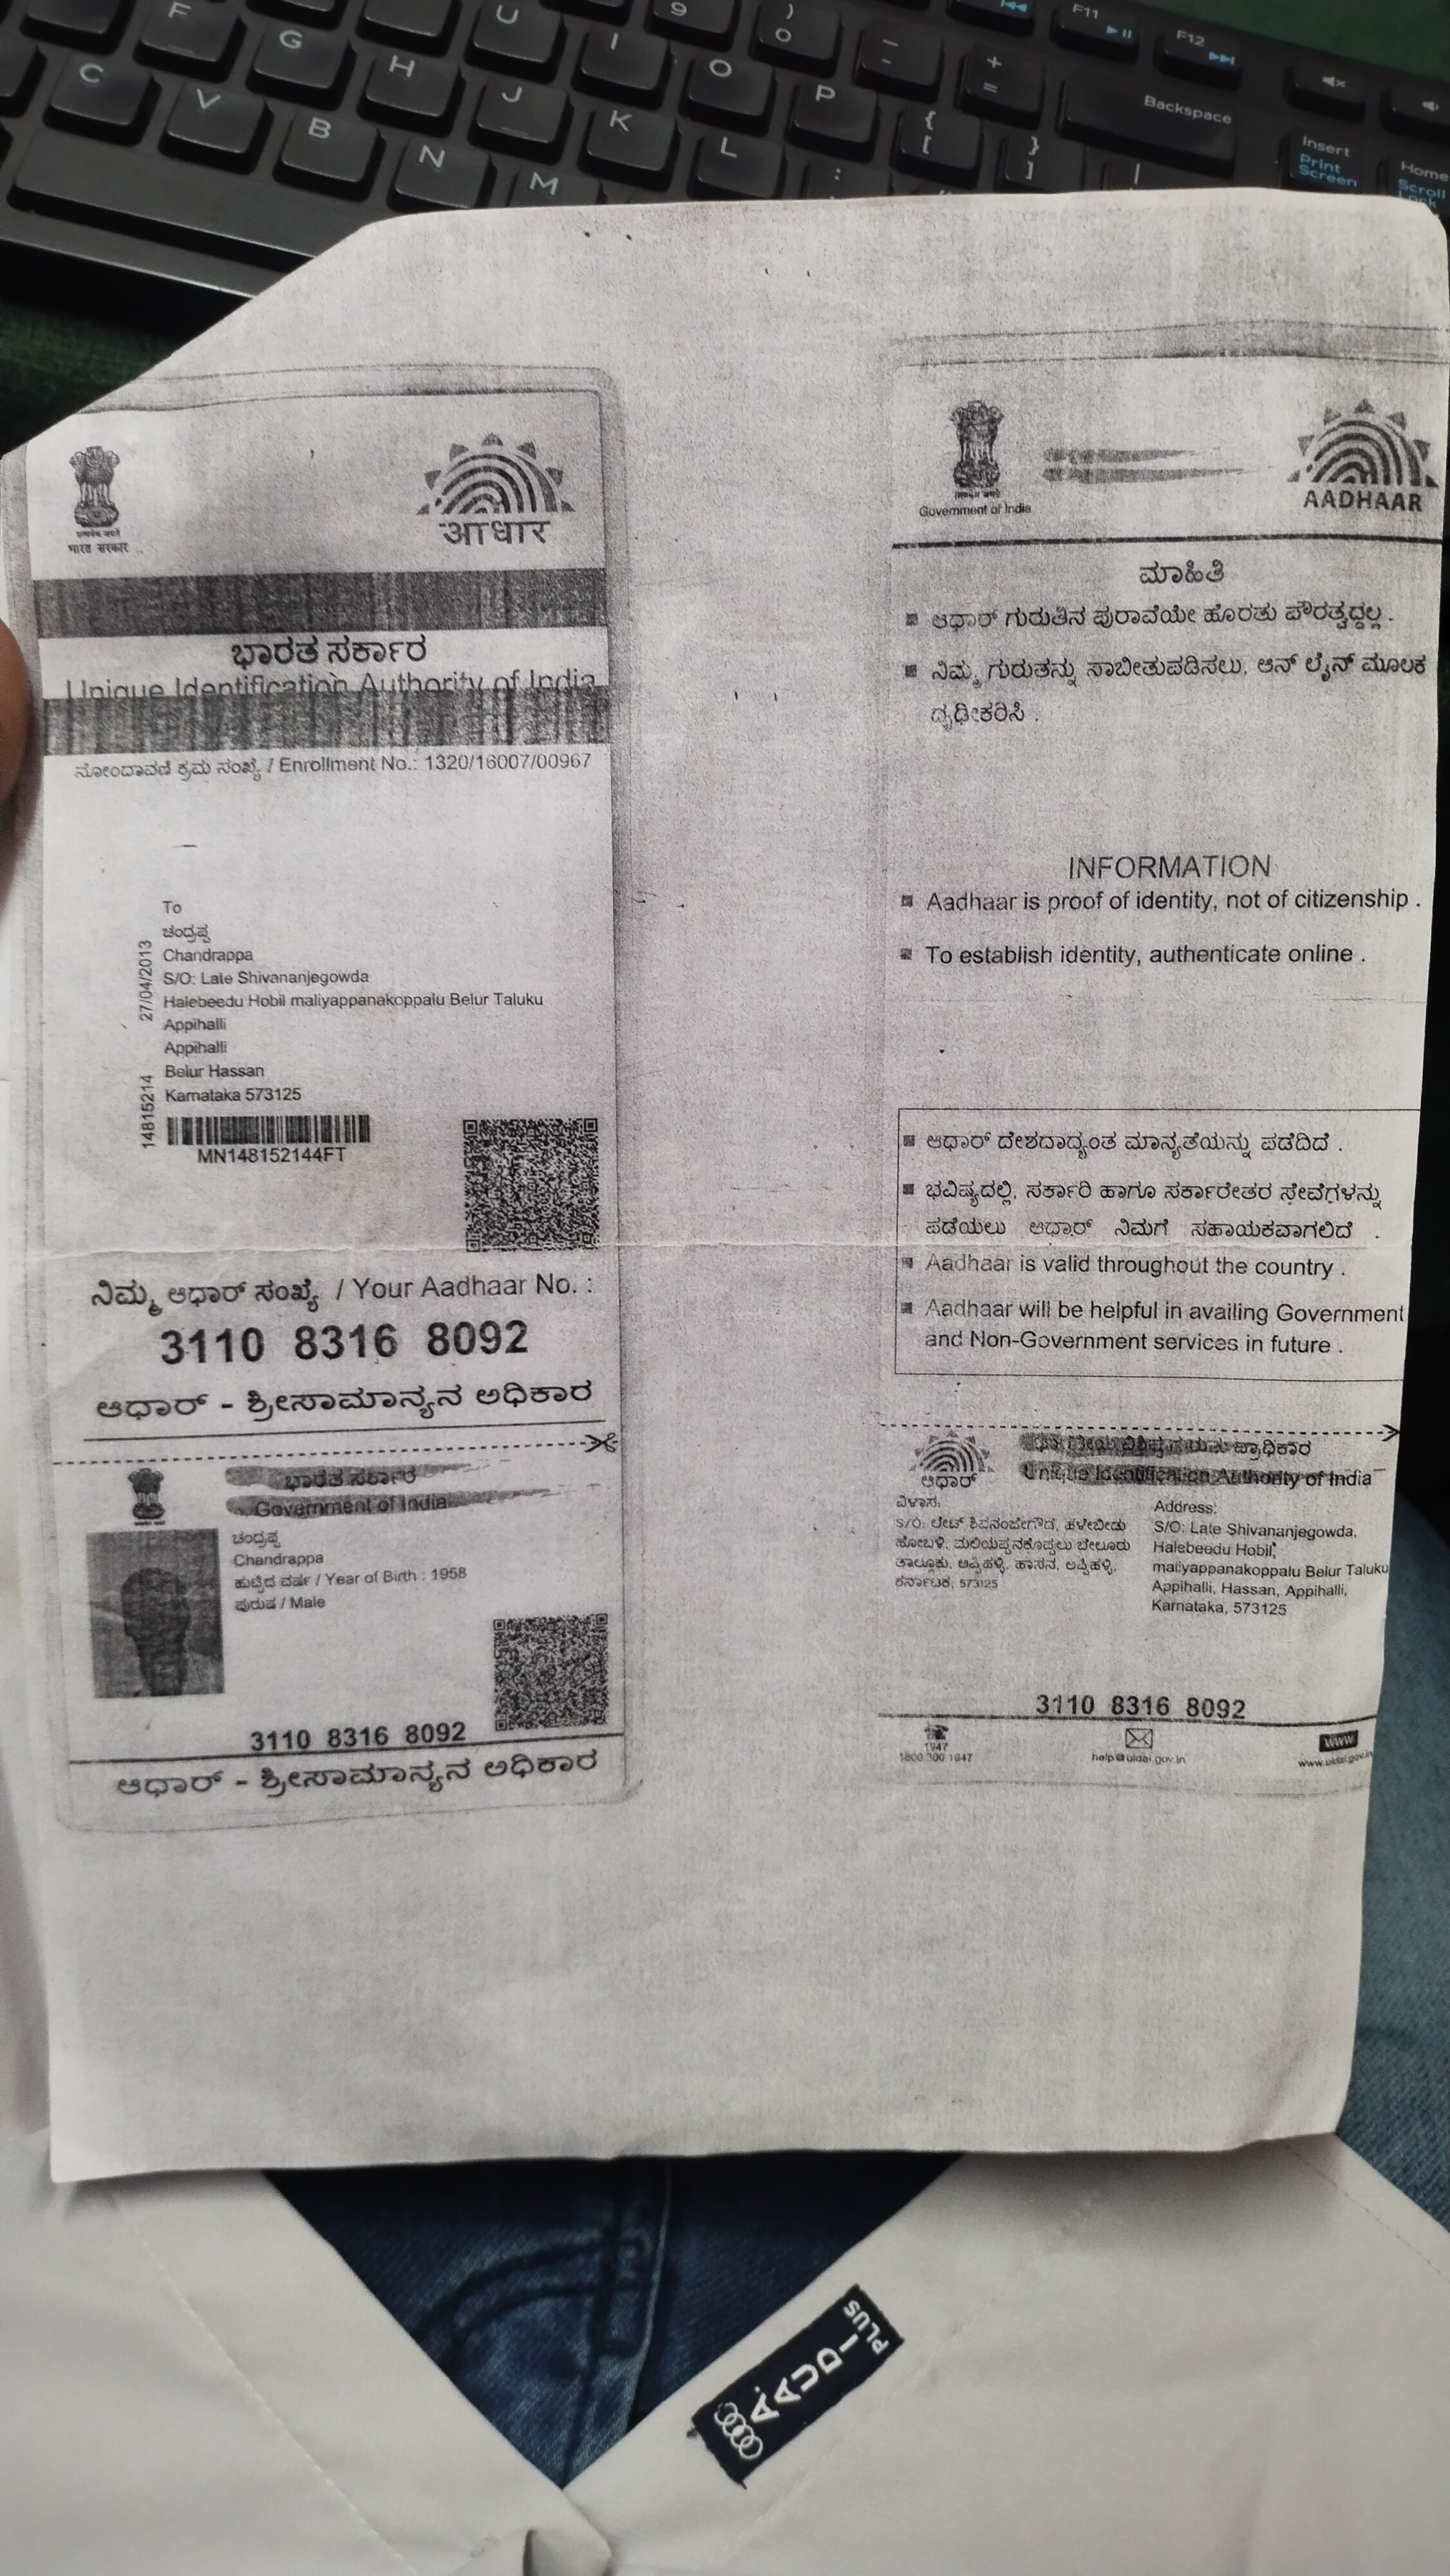 F
U
9
)
0
F11
F12
G
I
-
+
=
C
H
O
V
J
P
Backspace
B
K
{
[
}
]
Insert
Print
Screen
Home
Scroll
Lock
N
L
:
M
भारत सरकार
आधार
ಭಾರತ ಸರ್ಕಾರ
Unique Identification Authority of India
ನೋಂದಾವಣಿ ಕ್ರಮ ಸಂಖ್ಯೆ / Enrollment No.: 1320/16007/00967
To
ಚಂದ್ರಪ್ಪ
Chandrappa
S/O: Late Shivananjegowda
Halebeedu Hobil maliyappanakoppalu Belur Taluku
Appihalli
Appihalli
Belur Hassan
Karnataka 573125
27/04/2013
14815214
MN148152144FT
ನಿಮ್ಮ ಆಧಾರ್ ಸಂಖ್ಯೆ / Your Aadhaar No. :
3110 8316 8092
ಆಧಾರ್ - ಶ್ರೀಸಾಮಾನ್ಯನ ಅಧಿಕಾರ
ಭಾರತ ಸರ್ಕಾರ
Government of India
ಚಂದ್ರಪ್ಪ
Chandrappa
ಹುಟ್ಟಿದ ವರ್ಷ / Year of Birth : 1958
ಪುರುಷ / Male
3110 8316 8092
ಆಧಾರ್ - ಶ್ರೀಸಾಮಾನ್ಯನ ಅಧಿಕಾರ
Government of India
AADHAAR
ಮಾಹಿತಿ
ಆಧಾರ್ ಗುರುತಿನ ಪುರಾವೆಯೇ ಹೊರತು ಪೌರತ್ವದ್ದಲ್ಲ .
ನಿಮ್ಮ ಗುರುತನ್ನು ಸಾಬೀತುಪಡಿಸಲು, ಆನ್ ಲೈನ್ ಮೂಲಕ
ದೃಢೀಕರಿಸಿ .
INFORMATION
Aadhaar is proof of identity, not of citizenship .
To establish identity, authenticate online .
ಆಧಾರ್ ದೇಶದಾದ್ಯಂತ ಮಾನ್ಯತೆಯನ್ನು ಪಡೆದಿದೆ .
ಭವಿಷ್ಯದಲ್ಲಿ, ಸರ್ಕಾರಿ ಹಾಗೂ ಸರ್ಕಾರೇತರ ಸೇವೆಗಳನ್ನು
ಪಡೆಯಲು ಆಧಾರ್ ನಿಮಗೆ ಸಹಾಯಕವಾಗಲಿದೆ .
Aadhaar is valid throughout the country .
Aadhaar will be helpful in availing Government
and Non-Government services in future .
ಪ್ರಾಧಿಕಾರ
ಆಧಾರ್
Unique Identification Authority of India
ವಿಳಾಸ:
S/O: ಲೇಟ್ ಶಿವನಂಜೇಗೌಡ, ಹಳೇಬೀಡು
ಹೋಬಳಿ, ಮಲಿಯಪ್ಪನಕೊಪ್ಪಲು ಬೇಲೂರು
ತಾಲ್ಲೂಕು, ಅಪ್ಪಿಹಳ್ಳಿ, ಹಾಸನ, ಅಪ್ಪಿಹಳ್ಳಿ,
ಕರ್ನಾಟಕ, 573125
Address:
S/O: Late Shivananjegowda,
Halebeedu Hobil,
maliyappanakoppalu Belur Taluku
Appihalli, Hassan, Appihalli,
Karnataka, 573125
3110 8316 8092
1947
1800 300 1947
help@uidai.gov.in
WWW
www.uidai.gov.in
AAUDI
PLUS